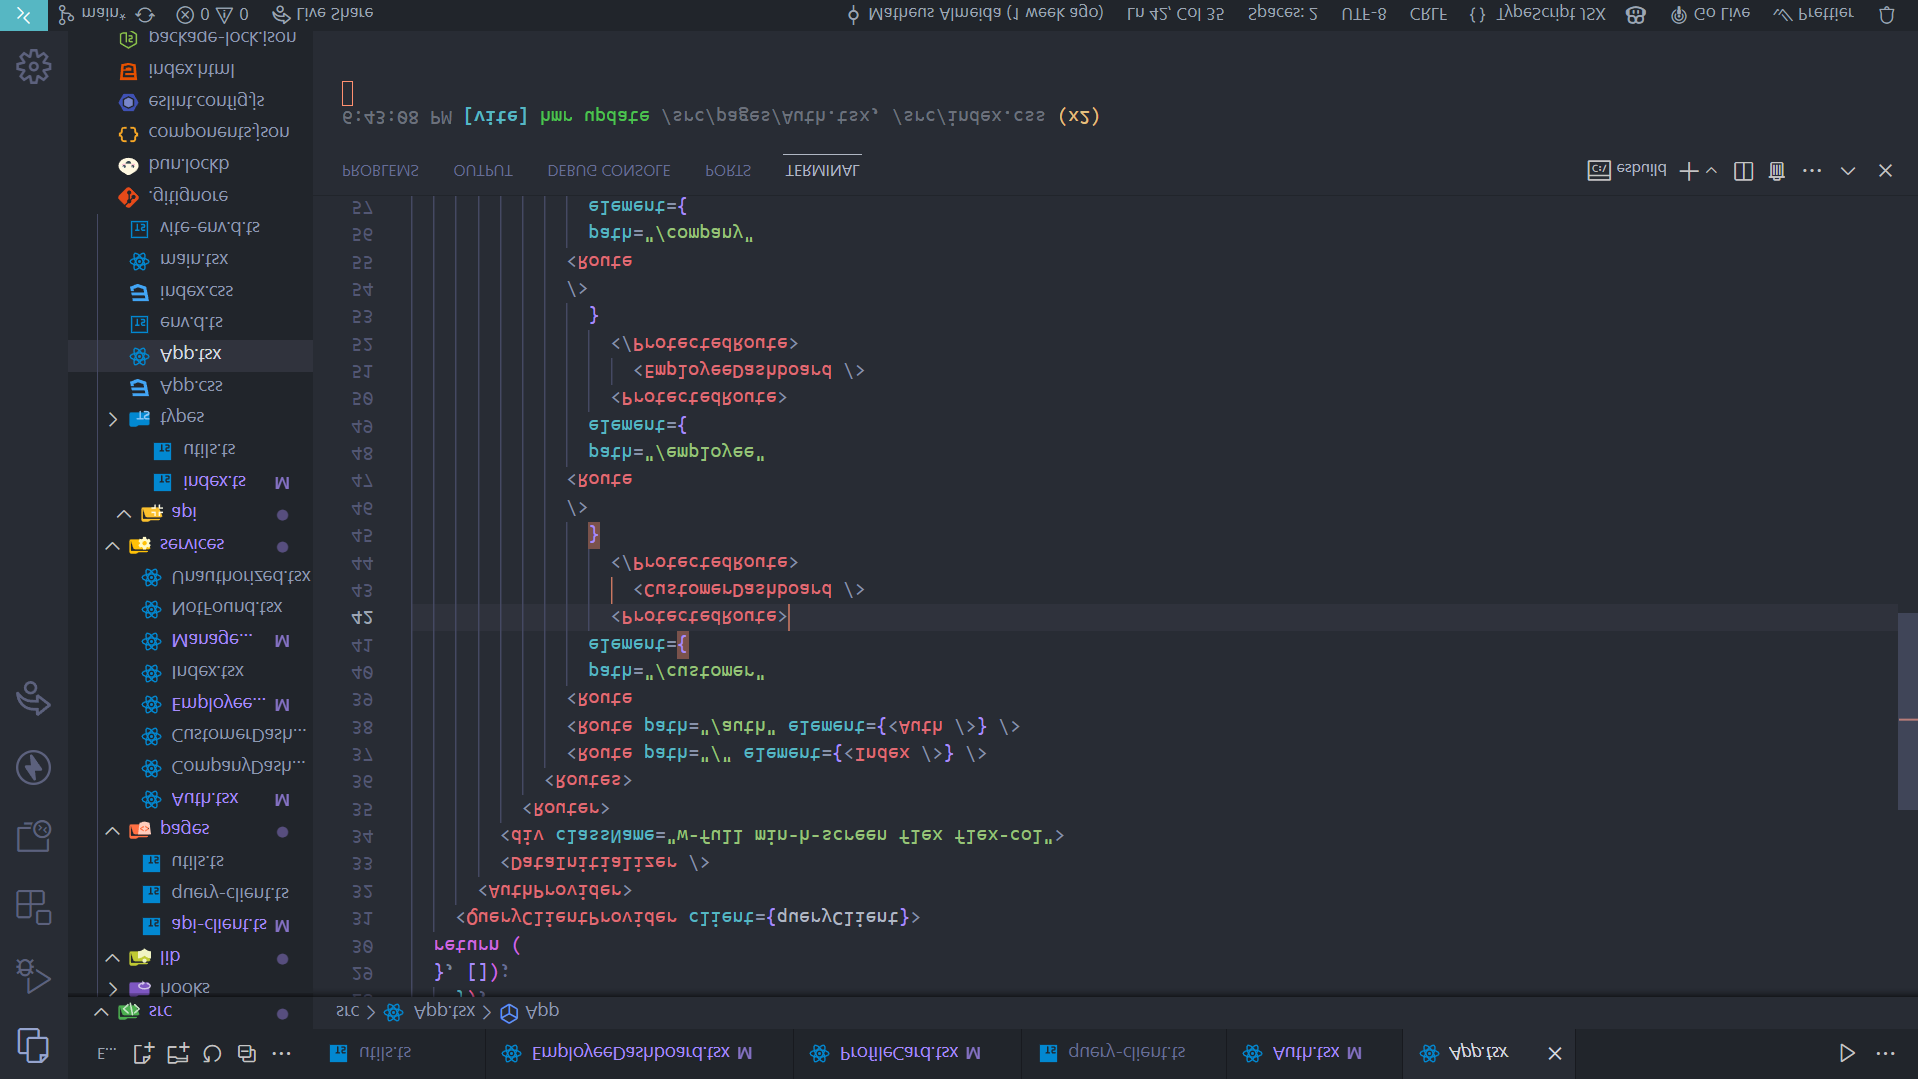 E...
utils.ts
EmployeeDashboard.tsx M
ProfileCard.tsx M
query-client.ts
Auth.tsx M
App.tsx
src > App.tsx > App
src
hooks
lib
api-client.ts M
query-client.ts
utils.ts
pages
Auth.tsx M
CompanyDash...
CustomerDash...
Employee... M
Index.tsx
Manage... M
NotFound.tsx
Unauthorized.tsx
services
api
index.ts M
utils.ts
types
App.css
App.tsx
env.d.ts
index.css
main.tsx
vite-env.d.ts
.gitignore
bun.lockb
components.json
eslint.config.js
index.html
package-lock.json
29 }, []);
30 return (
31 <QueryClientProvider client={queryClient}>
32 <AuthProvider>
33 <DataInitializer />
34 <div className="w-full min-h-screen flex flex-col">
35 <Router>
36 <Routes>
37 <Route path="/" element={<Index />} />
38 <Route path="/auth" element={<Auth />} />
39 <Route
40 path="/customer"
41 element={
42 <ProtectedRoute>
43 <CustomerDashboard />
44 </ProtectedRoute>
45 }
46 />
47 <Route
48 path="/employee"
49 element={
50 <ProtectedRoute>
51 <EmployeeDashboard />
52 </ProtectedRoute>
53 }
54 />
55 <Route
56 path="/company"
57 element={
PROBLEMS OUTPUT DEBUG CONSOLE PORTS TERMINAL
esbuild
6:43:08 PM [vite] hmr update /src/pages/Auth.tsx, /src/index.css (x2)
main* 0 0 Live Share
Matheus Almeida (1 week ago) Ln 42, Col 35 Spaces: 2 UTF-8 CRLF {} TypeScript JSX Go Live Prettier